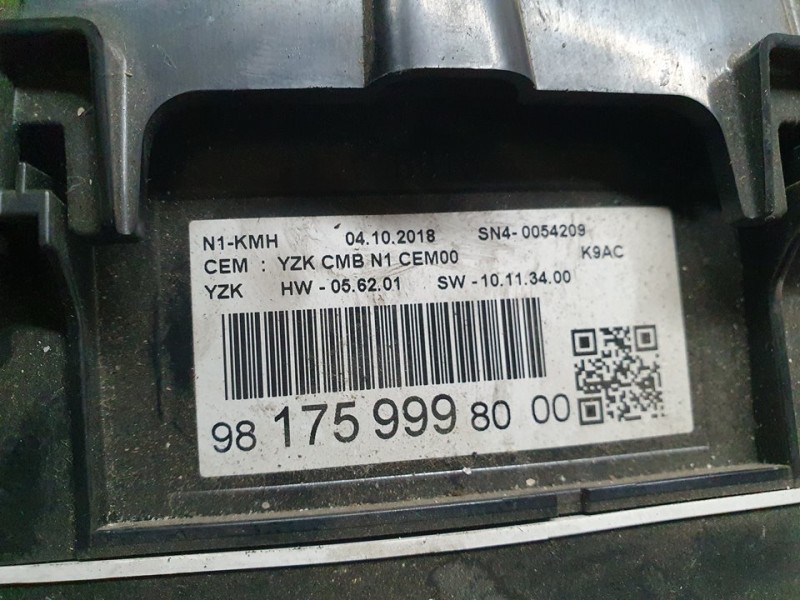 N1-KMH 04.10.2018 SN4-0054209
CEM : YZK CMB N1 CEM00 K9AC
YZK HW - 05.62.01 SW - 10.11.34.00
98 175 999 80 00